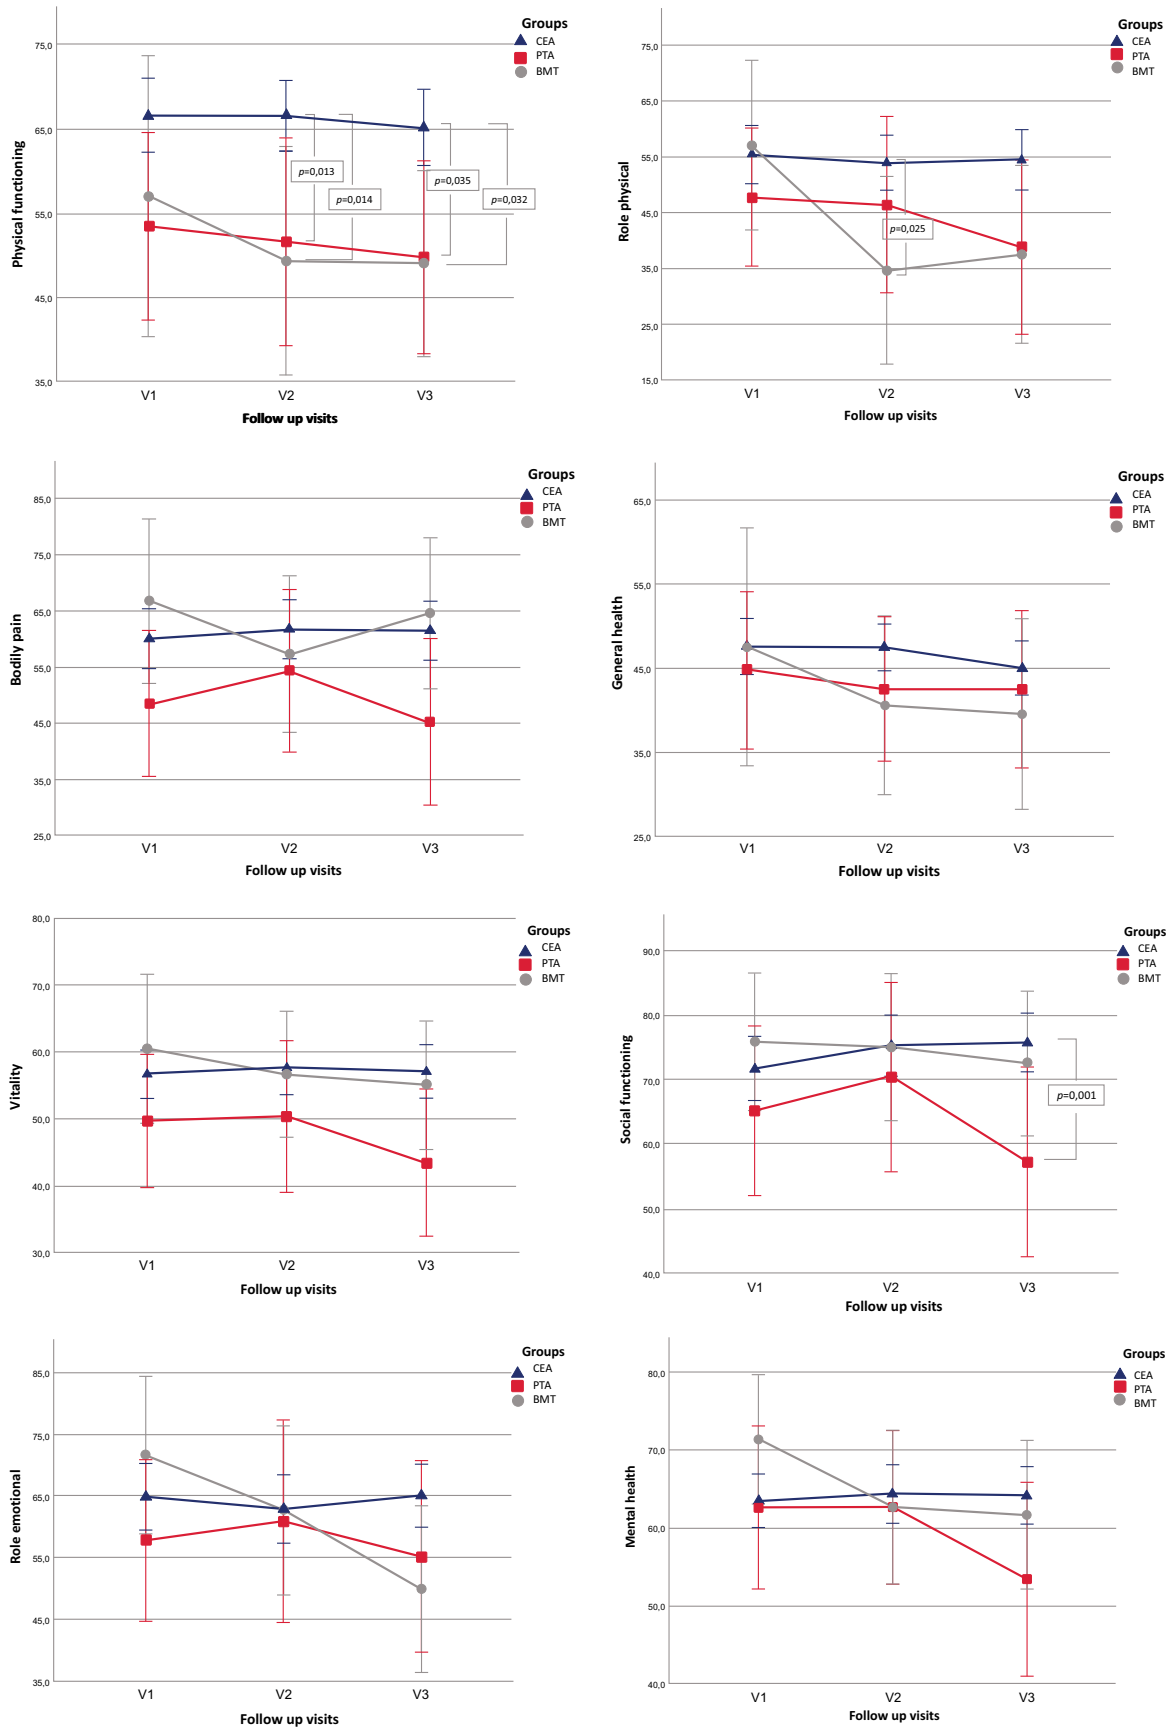 Groups
CEA
PTA
BMT
75,0
65,0
55,0
45,0
35,0
Physical functioning
p=0,013
p=0,014
p=0,035
p=0,032
V1
V2
V3
Follow up visits
Groups
CEA
PTA
BMT
75,0
65,0
55,0
45,0
35,0
25,0
15,0
Role physical
p=0,025
V1
V2
V3
Follow up visits
Groups
CEA
PTA
BMT
85,0
75,0
65,0
55,0
45,0
35,0
25,0
Bodily pain
V1
V2
V3
Follow up visits
Groups
CEA
PTA
BMT
65,0
55,0
45,0
35,0
25,0
General health
V1
V2
V3
Follow up visits
Groups
CEA
PTA
BMT
80,0
70,0
60,0
50,0
40,0
30,0
Vitality
V1
V2
V3
Follow up visits
Groups
CEA
PTA
BMT
90,0
80,0
70,0
60,0
50,0
40,0
Social functioning
p=0,001
V1
V2
V3
Follow up visits
Groups
CEA
PTA
BMT
85,0
75,0
65,0
55,0
45,0
35,0
Role emotional
V1
V2
V3
Follow up visits
Groups
CEA
PTA
BMT
80,0
70,0
60,0
50,0
40,0
Mental health
V1
V2
V3
Follow up visits